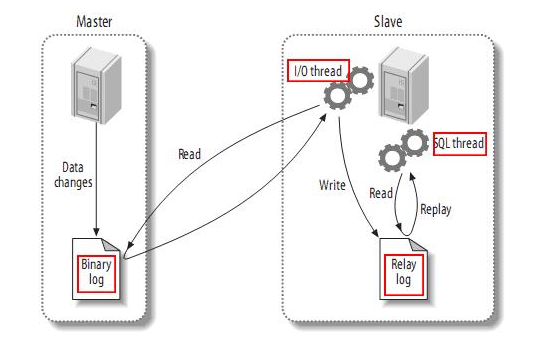 Master
Slave
I/O thread
SQL thread
Read
Data
changes
Write
Read
Replay
Binary
log
Relay
log